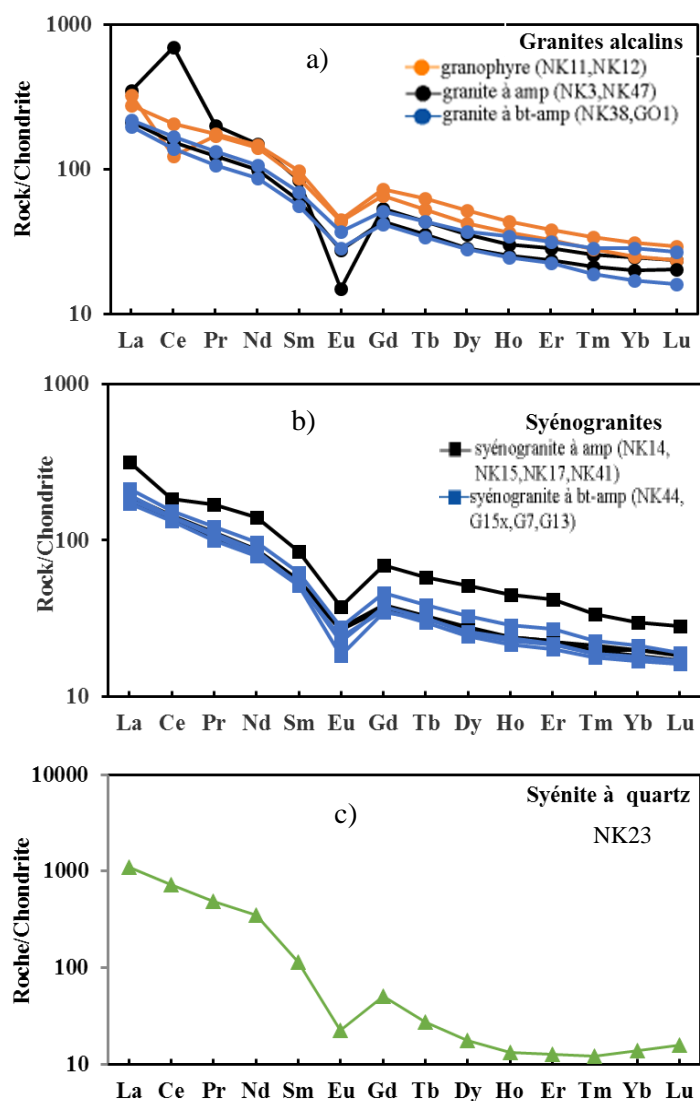 1000
100
10
Rock/Chondrite
a)
Granites alcalins
granophyre (NK11,NK12)
granite à amp (NK3,NK47)
granite à bt-amp (NK38,GO1)
La Ce Pr Nd Sm Eu Gd Tb Dy Ho Er Tm Yb Lu
1000
100
10
Rock/Chondrite
b)
Syénogranites
syénogranite à amp (NK14,
NK15,NK17,NK41)
syénogranite à bt-amp (NK44,
G15x,G7,G13)
La Ce Pr Nd Sm Eu Gd Tb Dy Ho Er Tm Yb Lu
10000
1000
100
10
Roche/Chondrite
c)
Syénite à quartz
NK23
La Ce Pr Nd Sm Eu Gd Tb Dy Ho Er Tm Yb Lu